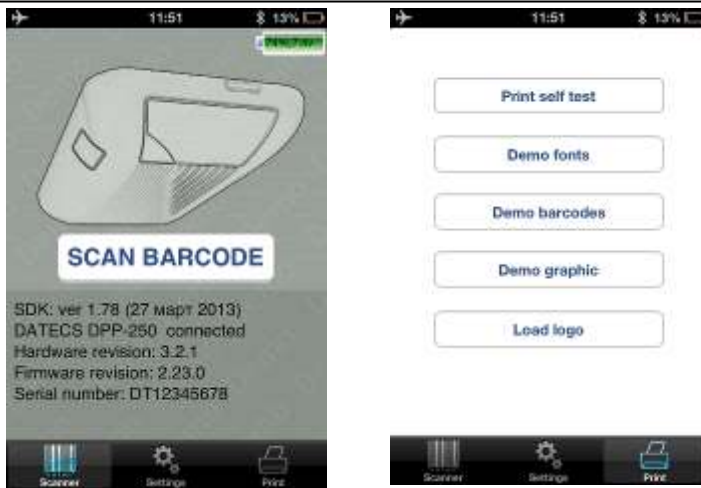 11:51
13%
SCAN BARCODE
SDK: ver 1.78 (27 март 2013)
DATECS DPP-250 connected
Hardware revision: 3.2.1
Firmware revision: 2.23.0
Serial number: DT12345678
Scanner
Settings
Print
11:51
13%
Print self test
Demo fonts
Demo barcodes
Demo graphic
Load logo
Scanner
Settings
Print